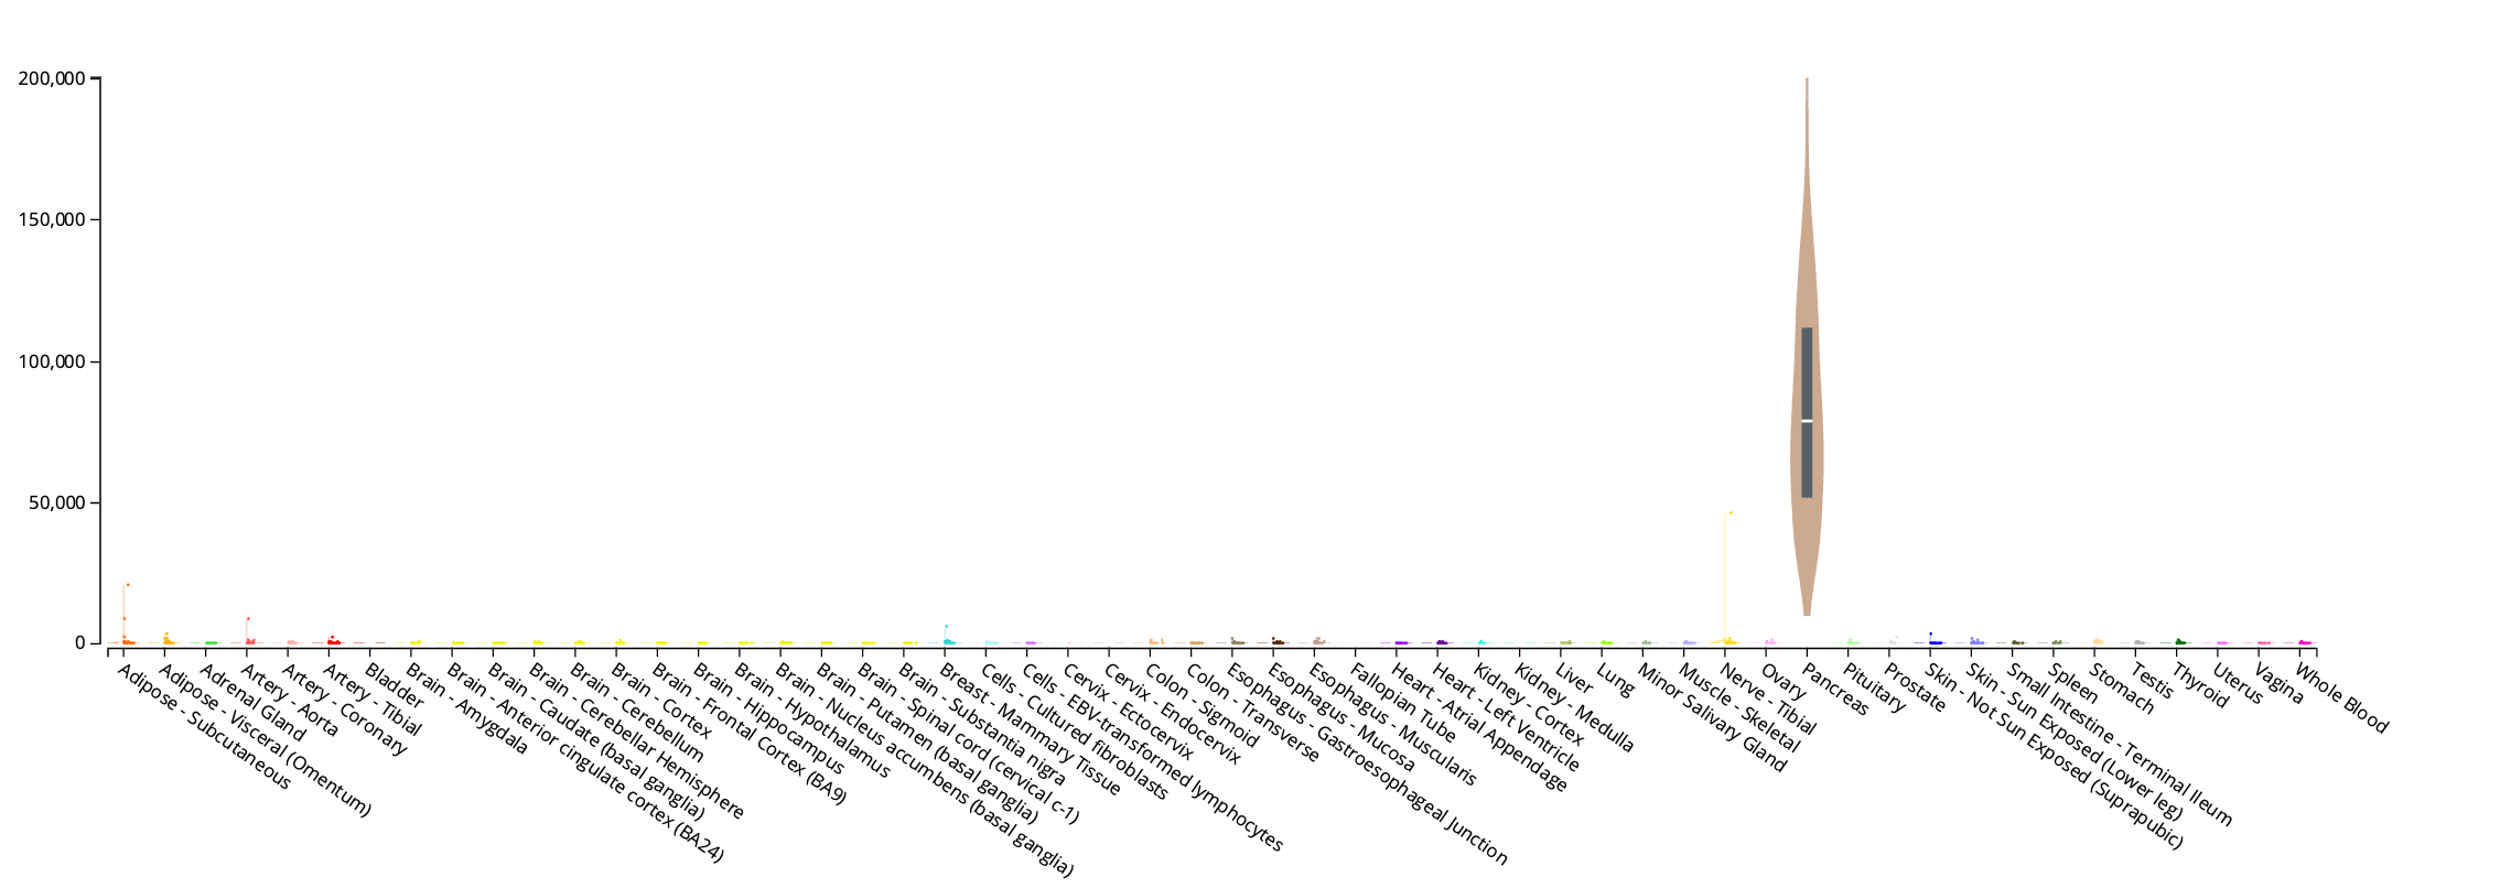 200,000
150,000
100,000
50,000
0
Adipose - Subcutaneous
Adipose - Visceral (Omentum)
Adrenal Gland
Artery - Aorta
Artery - Coronary
Artery - Tibial
Bladder
Brain - Amygdala
Brain - Anterior cingulate cortex (BA24)
Brain - Caudate (basal ganglia)
Brain - Cerebellar Hemisphere
Brain - Cerebellum
Brain - Cortex
Brain - Frontal Cortex (BA9)
Brain - Hippocampus
Brain - Hypothalamus
Brain - Nucleus accumbens (basal ganglia)
Brain - Putamen (basal ganglia)
Brain - Spinal cord (cervical c-1)
Brain - Substantia nigra
Breast - Mammary Tissue
Cells - Cultured fibroblasts
Cells - EBV-transformed lymphocytes
Cervix - Ectocervix
Cervix - Endocervix
Colon - Sigmoid
Colon - Transverse
Esophagus - Gastroesophageal Junction
Esophagus - Mucosa
Esophagus - Muscularis
Fallopian Tube
Heart - Atrial Appendage
Heart - Left Ventricle
Kidney - Cortex
Kidney - Medulla
Liver
Lung
Minor Salivary Gland
Muscle - Skeletal
Nerve - Tibial
Ovary
Pancreas
Pituitary
Prostate
Skin - Not Sun Exposed (Suprapubic)
Skin - Sun Exposed (Lower leg)
Small Intestine - Terminal Ileum
Spleen
Stomach
Testis
Thyroid
Uterus
Vagina
Whole Blood